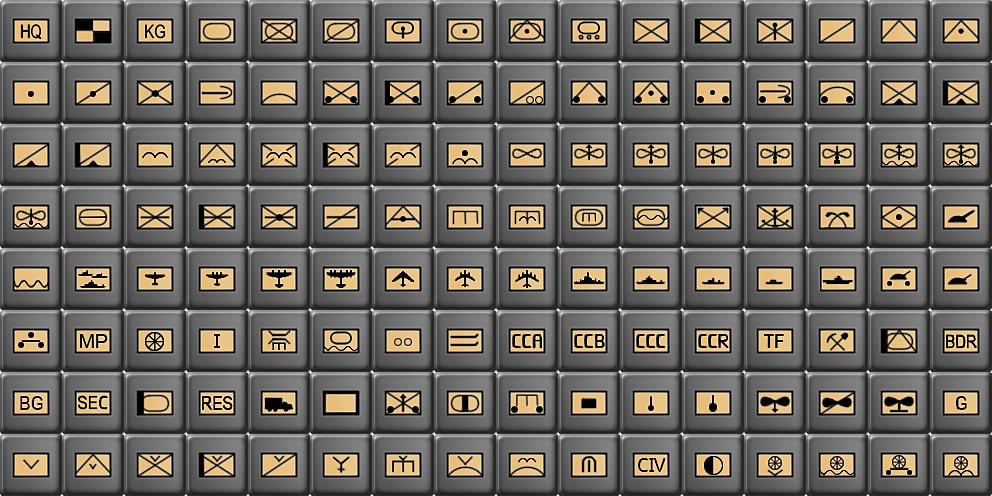 HQ KG
MP I CCA CCB CCC CCR TF BDR
BG SEC RES G
CIV